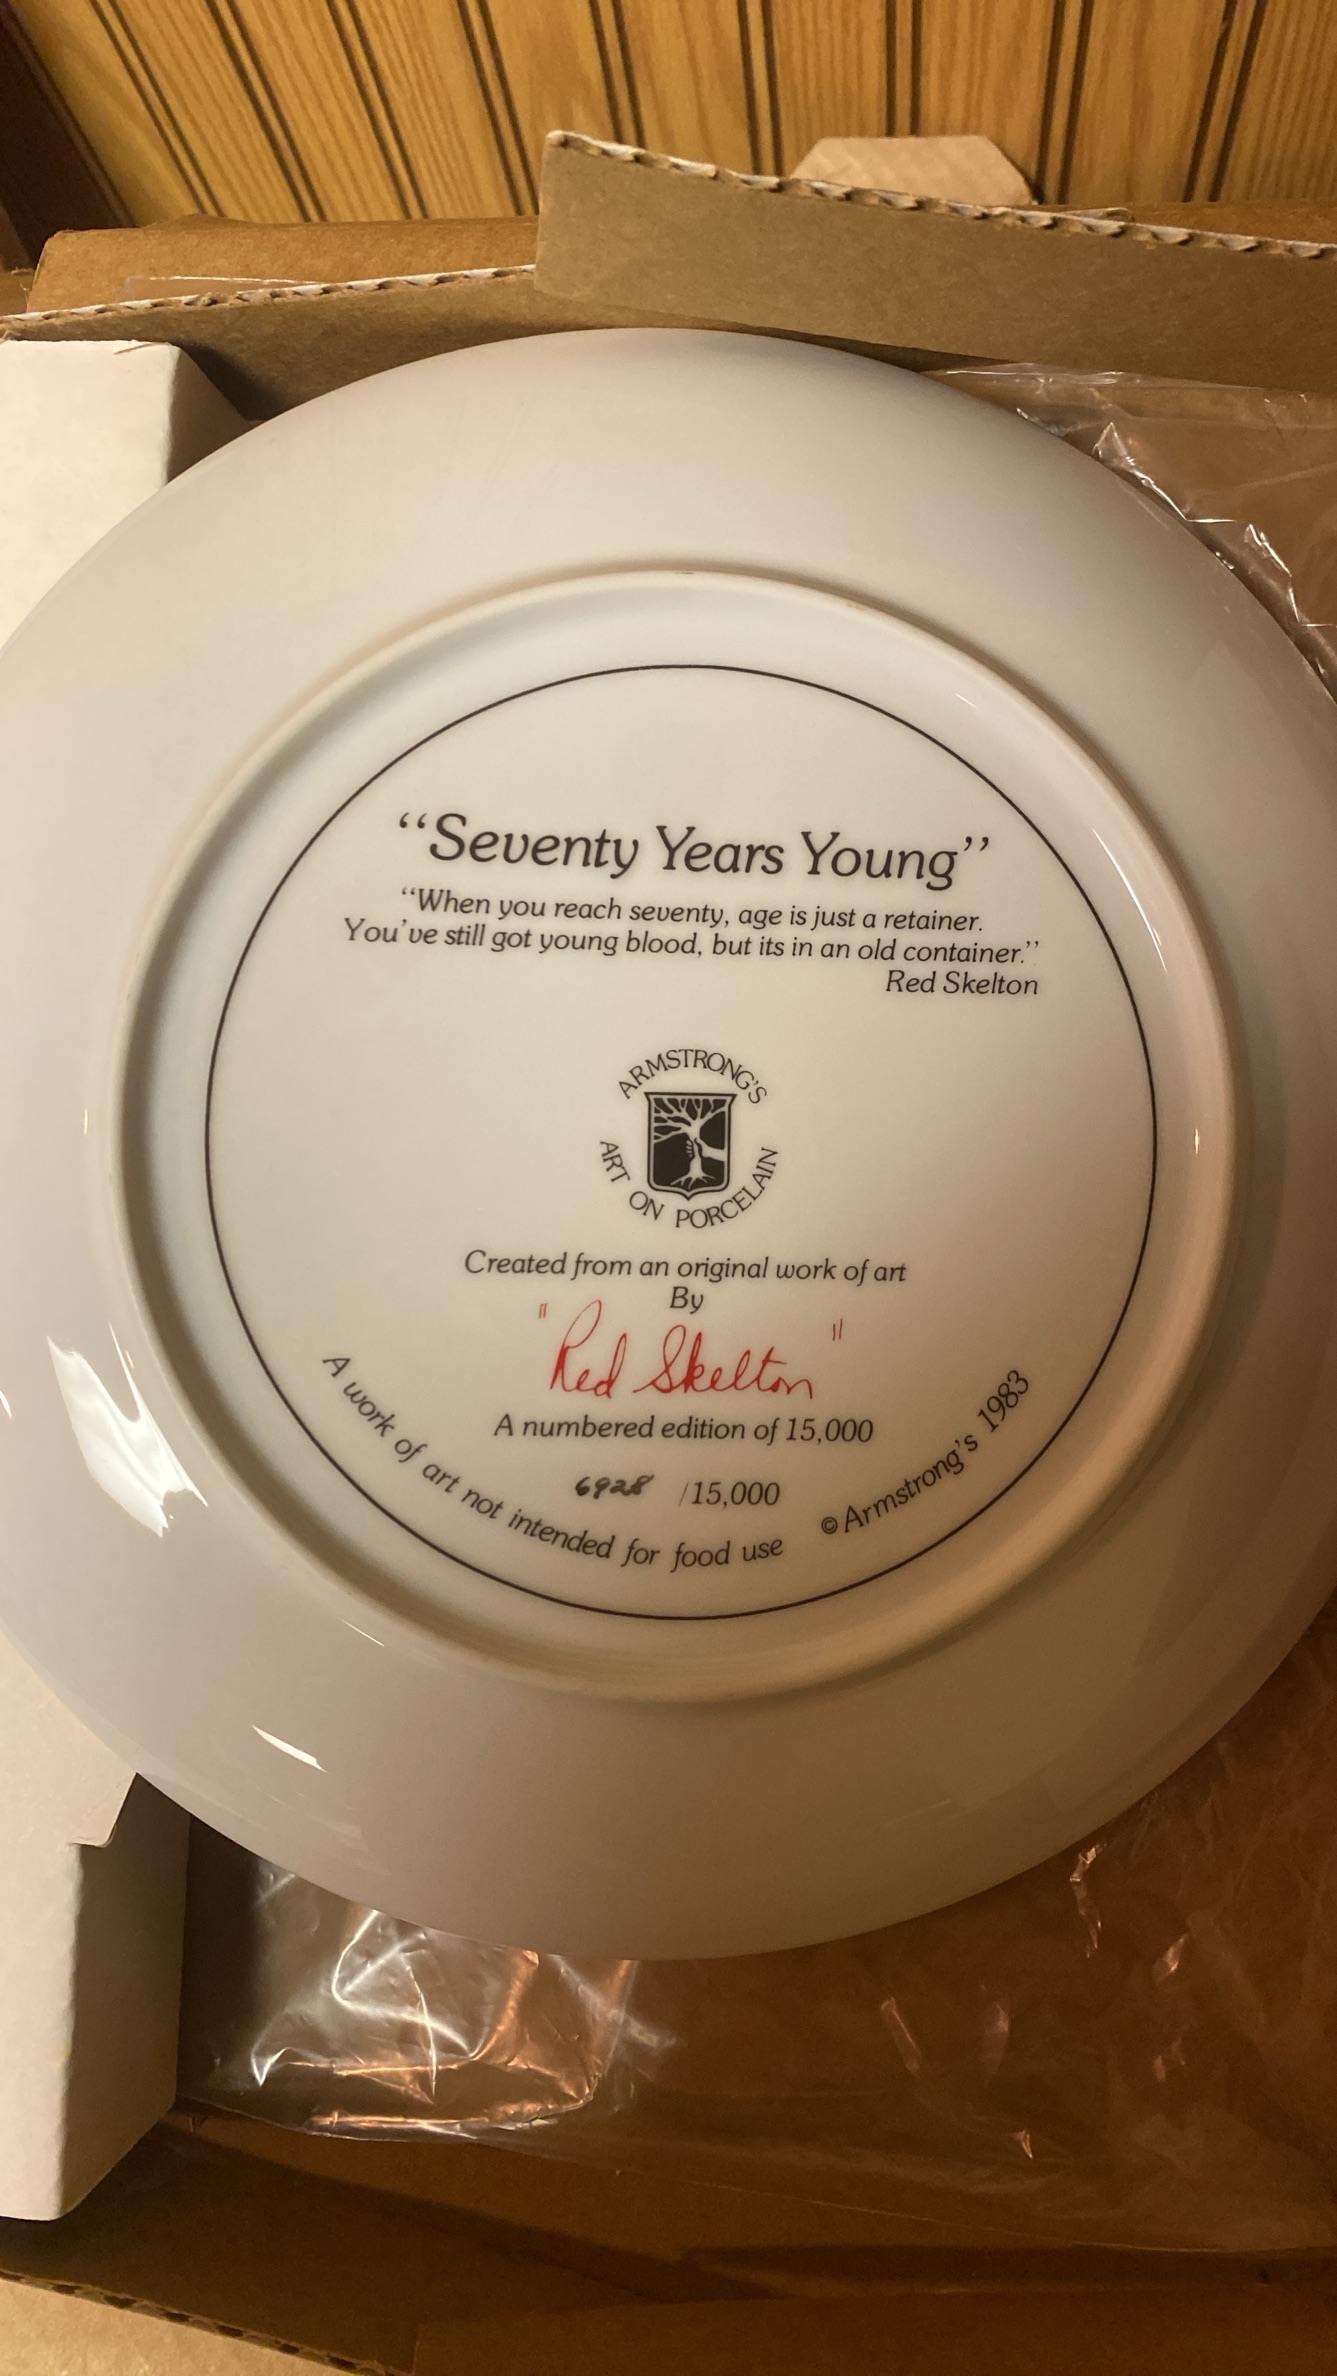 “Seventy Years Young”
“When you reach seventy, age is just a retainer.
You’ve still got young blood, but its in an old container.”
Red Skelton
ARMSTRONG'S
ART ON PORCELAIN
Created from an original work of art
By
"Red Skelton"
A numbered edition of 15,000
6928 /15,000
A work of art not intended for food use
© Armstrong's 1983